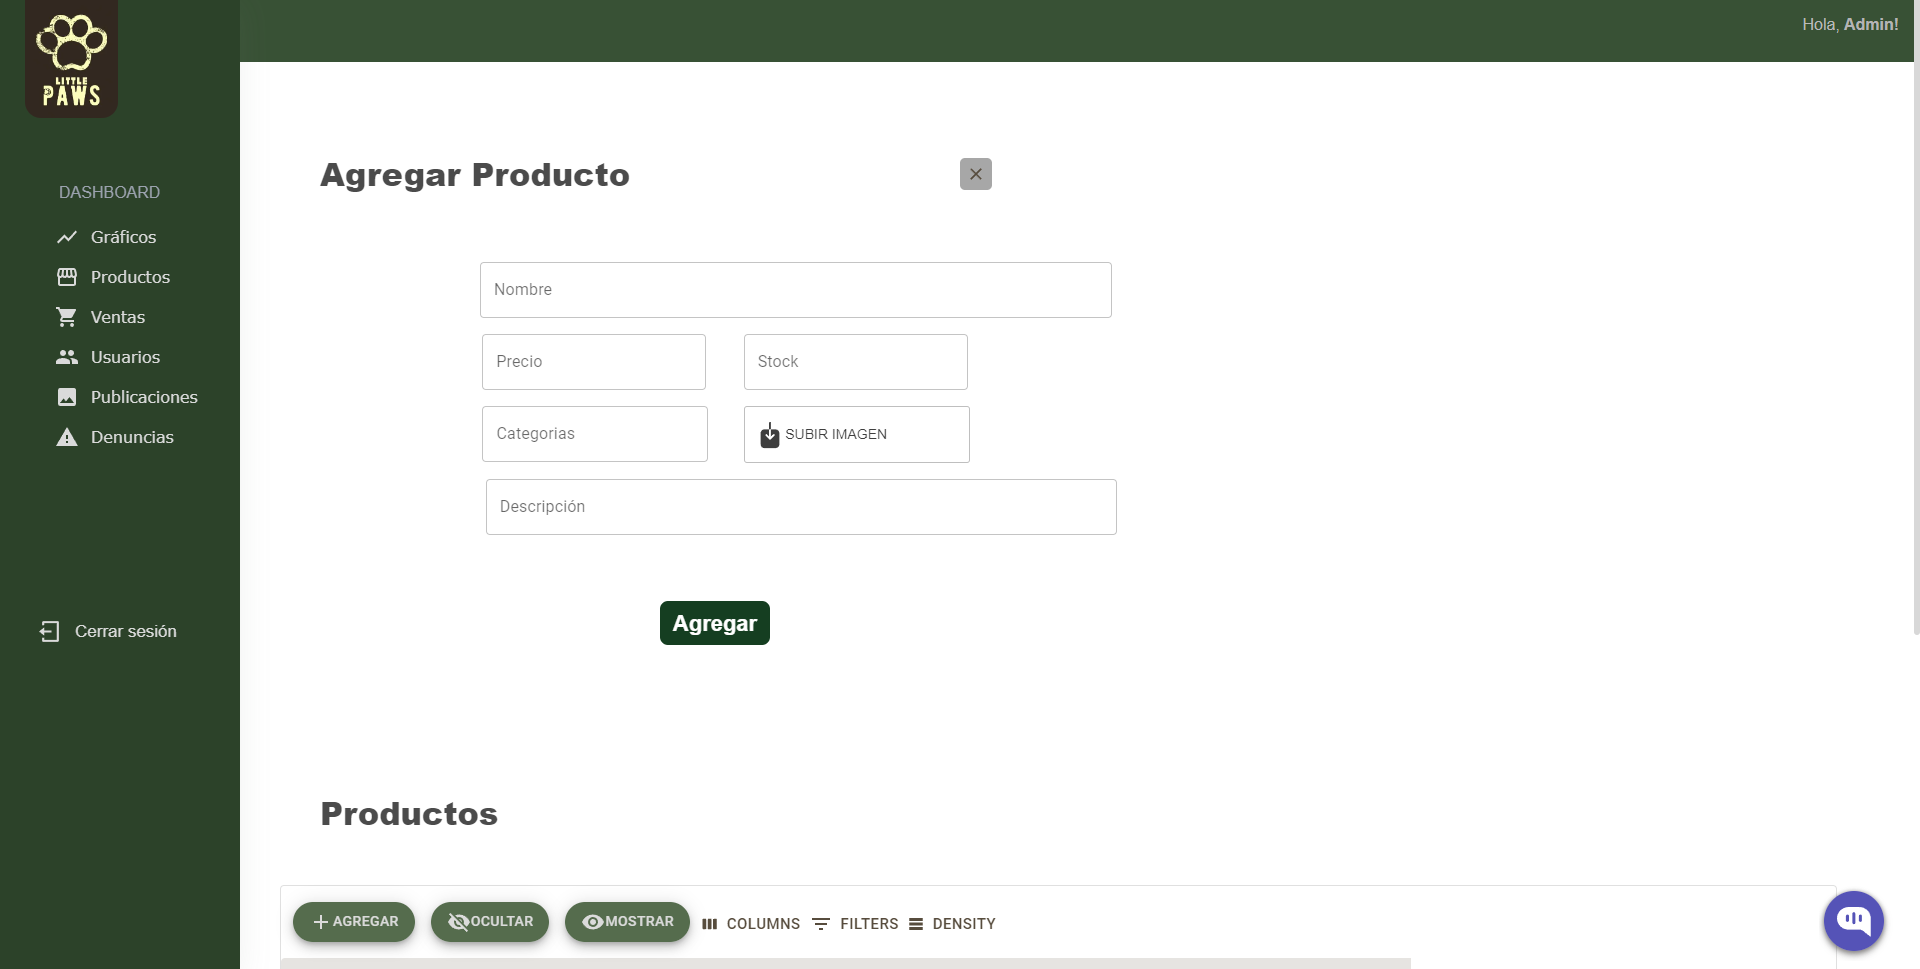 LITTLE
PAWS
Hola, Admin!
DASHBOARD
Gráficos
Productos
Ventas
Usuarios
Publicaciones
Denuncias
Cerrar sesión
Agregar Producto
Nombre
Precio
Stock
Categorias
SUBIR IMAGEN
Descripción
Agregar
Productos
AGREGAR
OCULTAR
MOSTRAR
COLUMNS
FILTERS
DENSITY